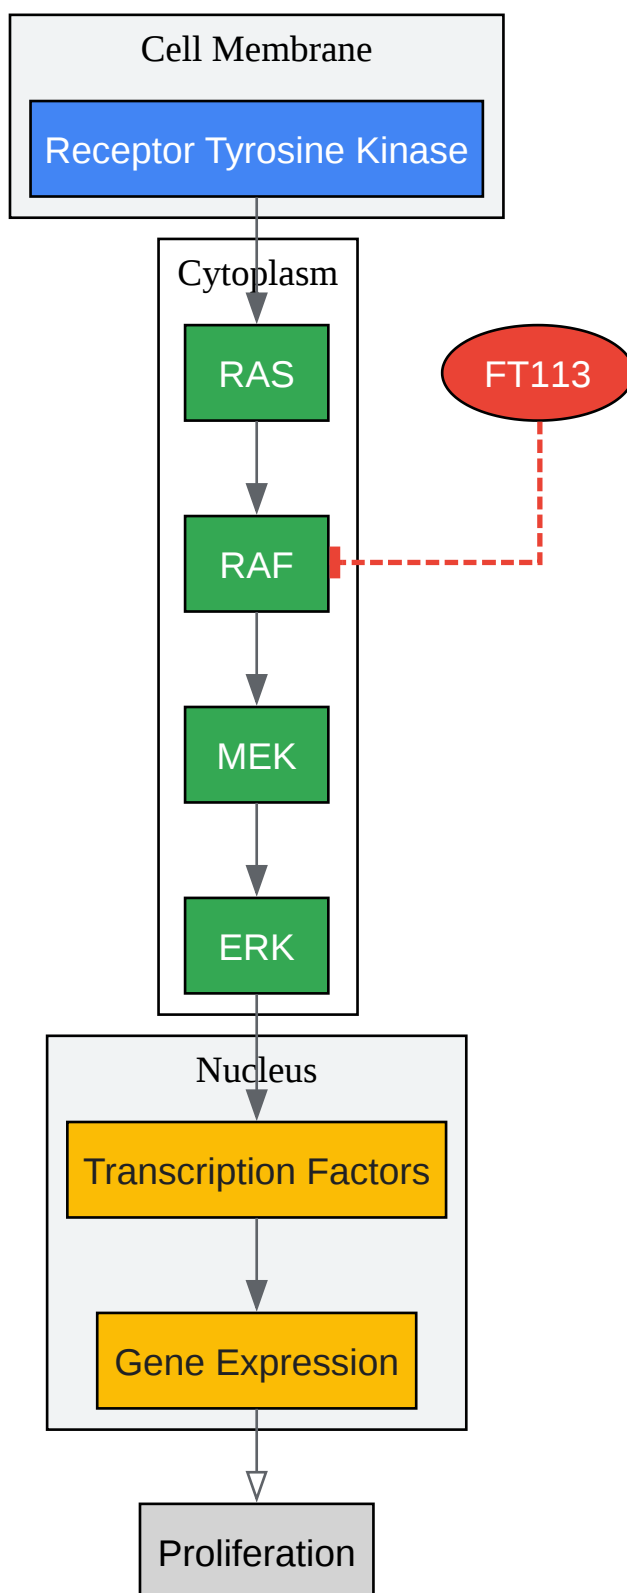 Cell Membrane
Receptor Tyrosine Kinase
Cytoplasm
RAS
FT113
RAF
MEK
ERK
Nucleus
Transcription Factors
Gene Expression
Proliferation